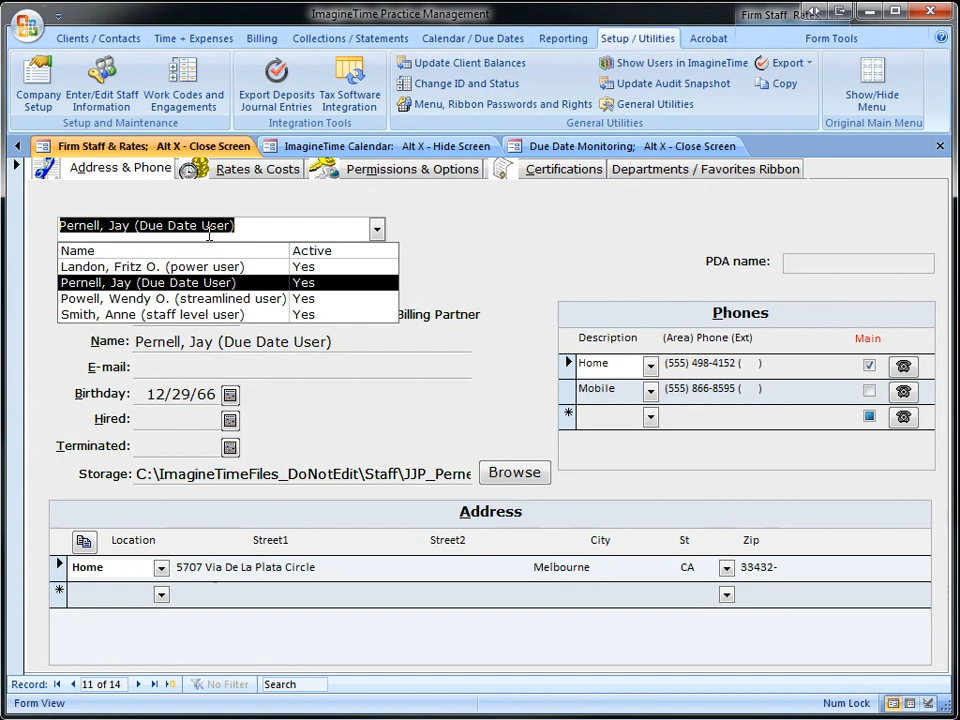 ImagineTime Practice Management
Firm Staff Rates
Clients / Contacts Time + Expenses Billing Collections / Statements Calendar / Due Dates Reporting Setup / Utilities Acrobat Form Tools
Company Setup
Enter/Edit Staff Information
Work Codes and Engagements
Setup and Maintenance
Export Deposits Journal Entries
Tax Software Integration
Integration Tools
Update Client Balances
Change ID and Status
Menu, Ribbon Passwords and Rights
Show Users in ImagineTime
Update Audit Snapshot
General Utilities
Export
Copy
General Utilities
Show/Hide Menu
Original Main Menu
Firm Staff & Rates; Alt X - Close Screen
ImagineTime Calendar: Alt X - Hide Screen
Due Date Monitoring; Alt X - Close Screen
Address & Phone Rates & Costs Permissions & Options Certifications Departments / Favorites Ribbon
Pernell, Jay (Due Date User)
Name Active
Landon, Fritz O. (power user) Yes
Pernell, Jay (Due Date User) Yes
Powell, Wendy O. (streamlined user) Yes
Smith, Anne (staff level user) Yes
Billing Partner
PDA name:
Name: Pernell, Jay (Due Date User)
E-mail:
Birthday: 12/29/66
Hired:
Terminated:
Storage: C:\ImagineTimeFiles_DoNotEdit\Staff\JJP_Perne
Browse
Phones
Description (Area) Phone (Ext) Main
Home (555) 498-4152 ( )
Mobile (555) 866-8595 ( )
Address
Location Street1 Street2 City St Zip
Home 5707 Via De La Plata Circle Melbourne CA 33432-
Record: 11 of 14 No Filter Search
Form View Num Lock